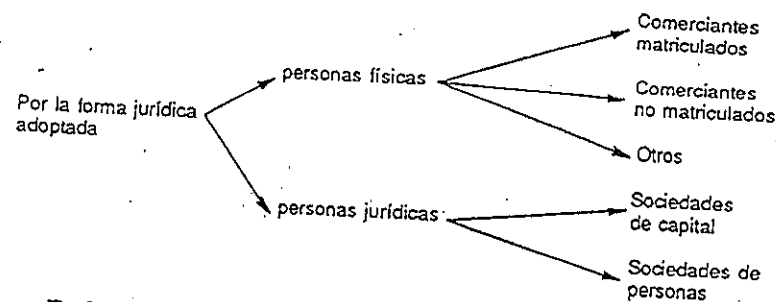 Por la forma jurídica
adoptada
personas físicas
Comerciantes
matriculados
Comerciantes
no matriculados
Otros
personas jurídicas
Sociedades
de capital
Sociedades de
personas